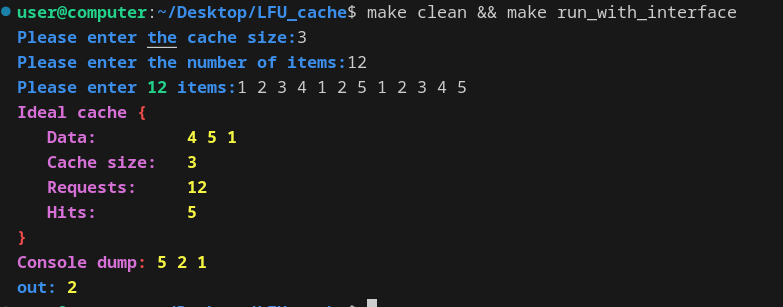 user@computer:~/Desktop/LFU_cache$ make clean && make run_with_interface
Please enter the cache size:3
Please enter the number of items:12
Please enter 12 items:1 2 3 4 1 2 5 1 2 3 4 5
Ideal cache {
Data: 4 5 1
Cache size: 3
Requests: 12
Hits: 5
}
Console dump: 5 2 1
out: 2